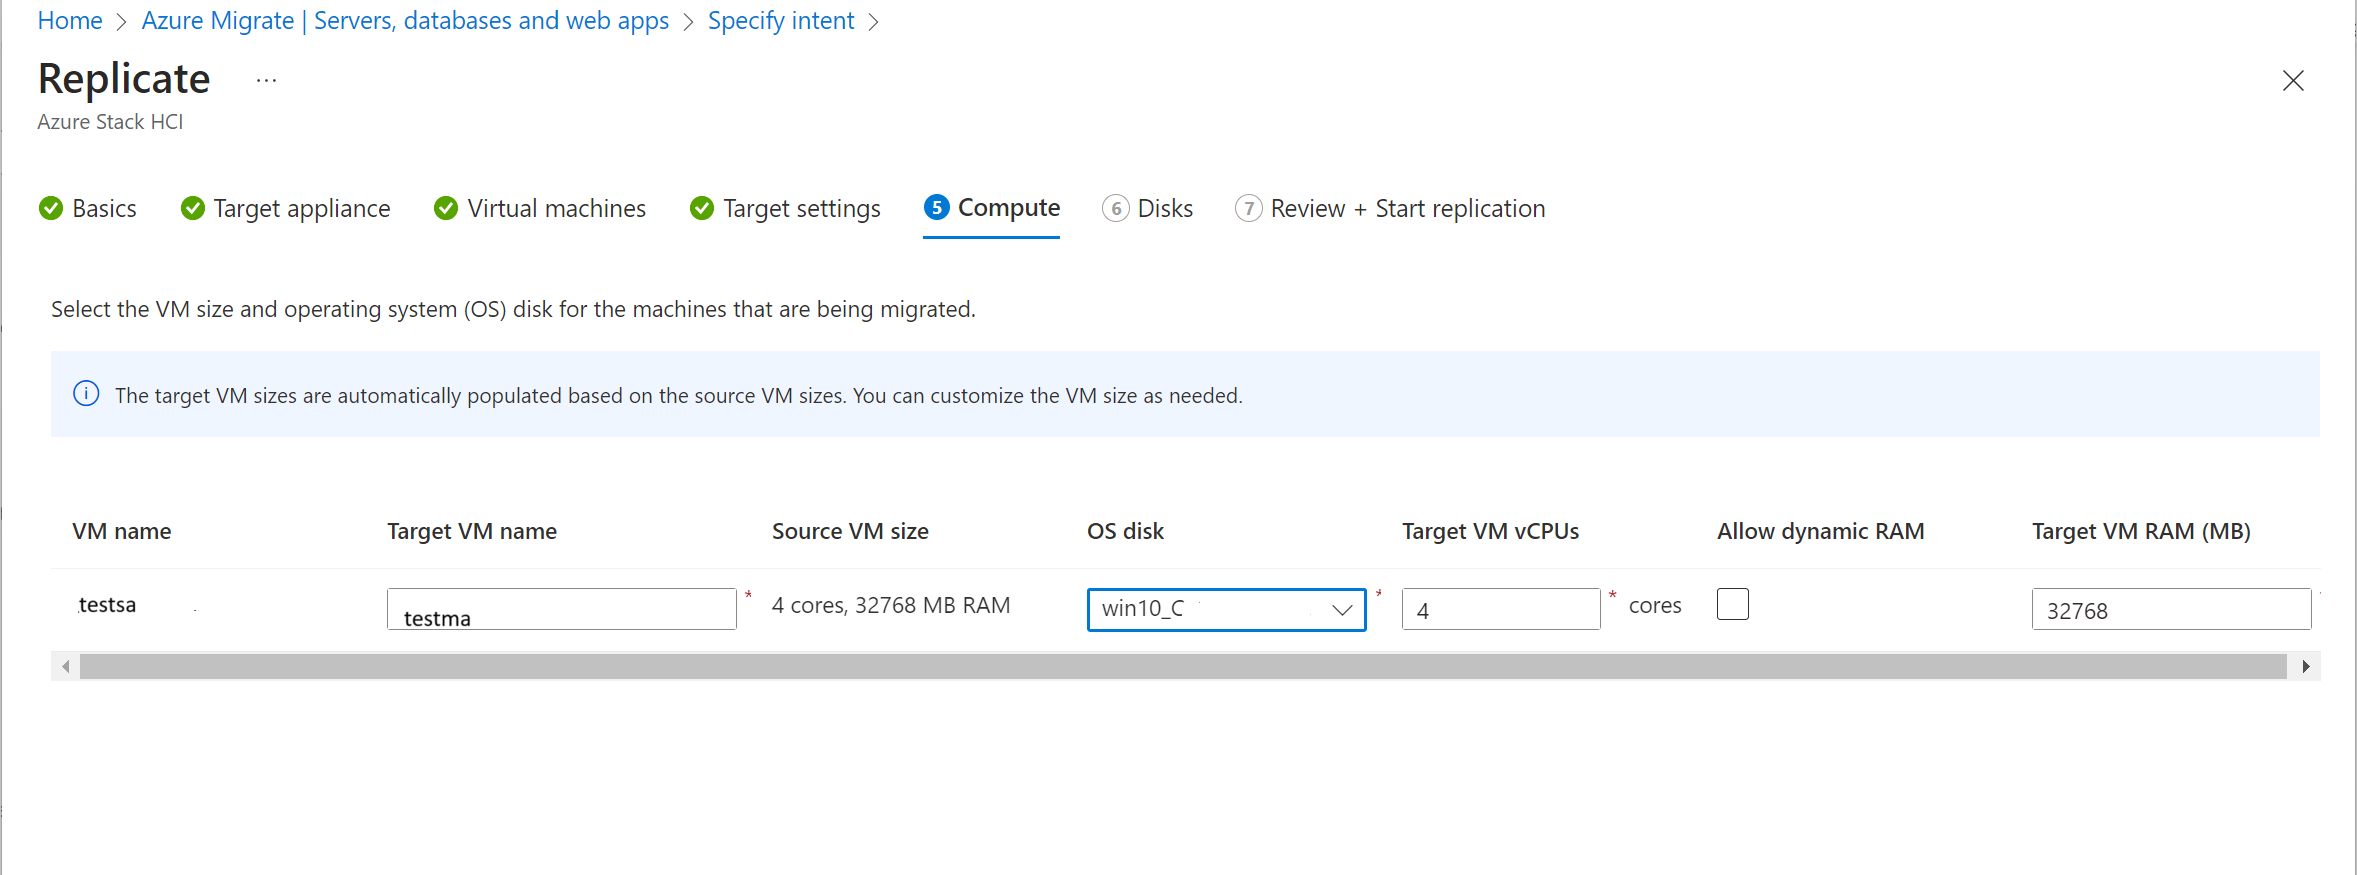 Home > Azure Migrate | Servers, databases and web apps > Specify intent >
Replicate ...
Azure Stack HCI
Basics Target appliance Virtual machines Target settings 5 Compute 6 Disks 7 Review + Start replication
Select the VM size and operating system (OS) disk for the machines that are being migrated.
The target VM sizes are automatically populated based on the source VM sizes. You can customize the VM size as needed.
VM name Target VM name Source VM size OS disk Target VM vCPUs Allow dynamic RAM Target VM RAM (MB)
testsa testma * 4 cores, 32768 MB RAM win10_C * 4 * cores 32768